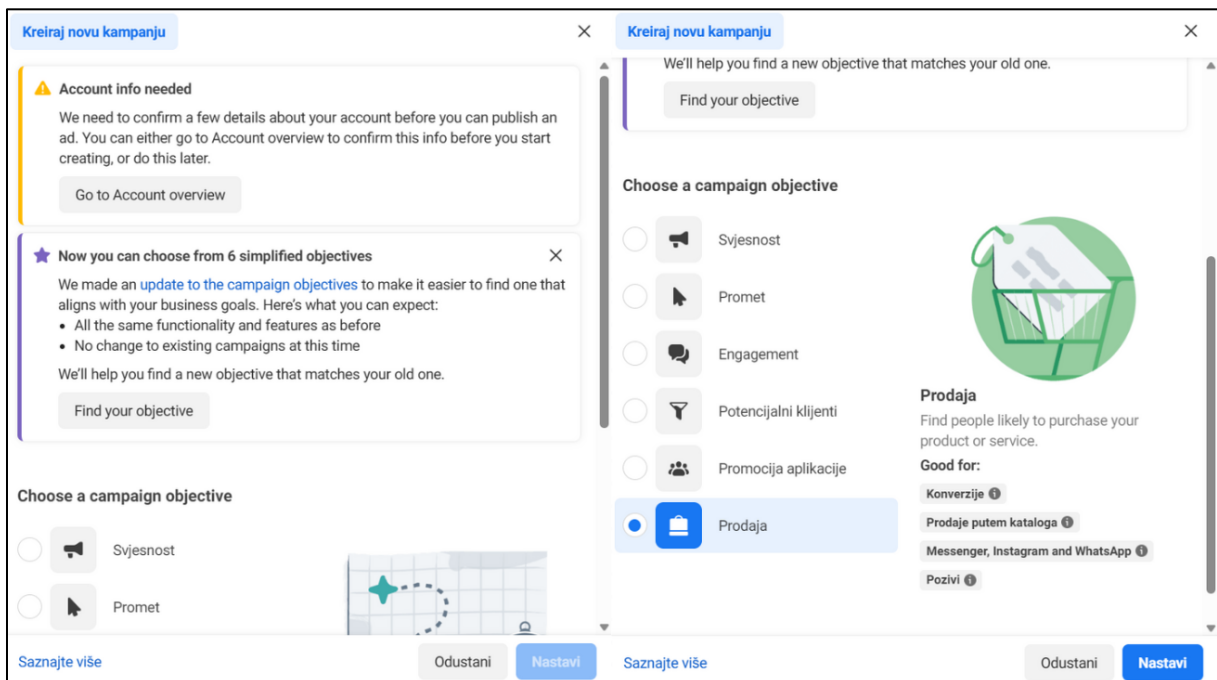 Kreiraj novu kampanju
Account info needed
We need to confirm a few details about your account before you can publish an
ad. You can either go to Account overview to confirm this info before you start
creating, or do this later.
Go to Account overview
Now you can choose from 6 simplified objectives
We made an update to the campaign objectives to make it easier to find one that
aligns with your business goals. Here's what you can expect:
• All the same functionality and features as before
• No change to existing campaigns at this time
We'll help you find a new objective that matches your old one.
Find your objective
Choose a campaign objective
Svjesnost
Promet
Saznajte više
Odustani
Nastavi
Kreiraj novu kampanju
We'll help you find a new objective that matches your old one.
Find your objective
Choose a campaign objective
Svjesnost
Promet
Engagement
Potencijalni klijenti
Promocija aplikacije
Prodaja
Prodaja
Find people likely to purchase your
product or service.
Good for:
Konverzije
Prodaje putem kataloga
Messenger, Instagram and WhatsApp
Pozivi
Saznajte više
Odustani
Nastavi